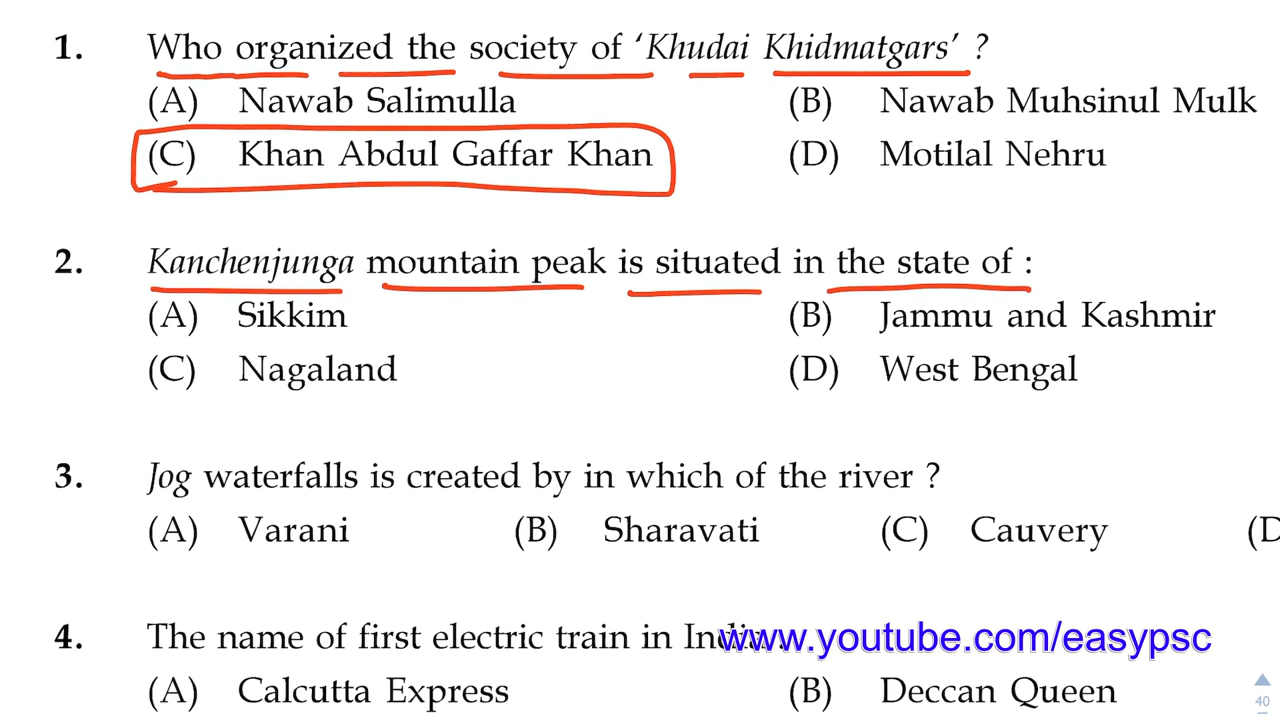 1. Who organized the society of ‘Khudai Khidmatgars’ ?
(A) Nawab Salimulla (B) Nawab Muhsinul Mulk
(C) Khan Abdul Gaffar Khan (D) Motilal Nehru
2. Kanchenjunga mountain peak is situated in the state of :
(A) Sikkim (B) Jammu and Kashmir
(C) Nagaland (D) West Bengal
3. Jog waterfalls is created by in which of the river ?
(A) Varani (B) Sharavati (C) Cauvery (D
4. The name of first electric train in India :
www.youtube.com/easypsc
(A) Calcutta Express (B) Deccan Queen
40